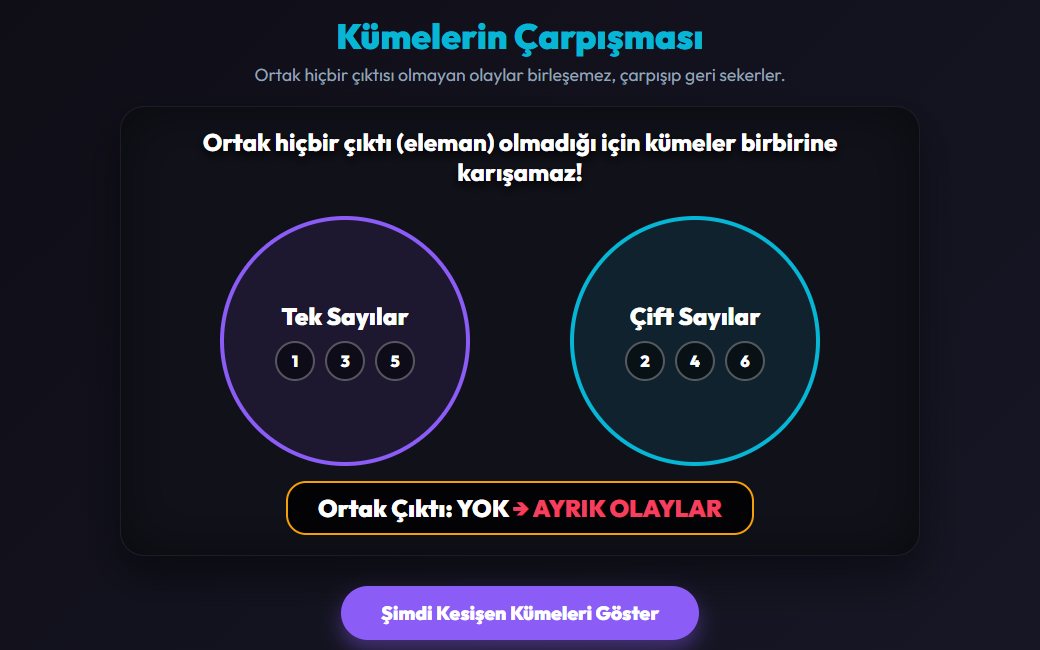 Kümelerin Çarpışması
Ortak hiçbir çıktısı olmayan olaylar birleşemez, çarpışıp geri sekerler.
Ortak hiçbir çıktı (eleman) olmadığı için kümeler birbirine
karışamaz!
Tek Sayılar
1 3 5
Çift Sayılar
2 4 6
Ortak Çıktı: YOK → AYRIK OLAYLAR
Şimdi Kesişen Kümeleri Göster